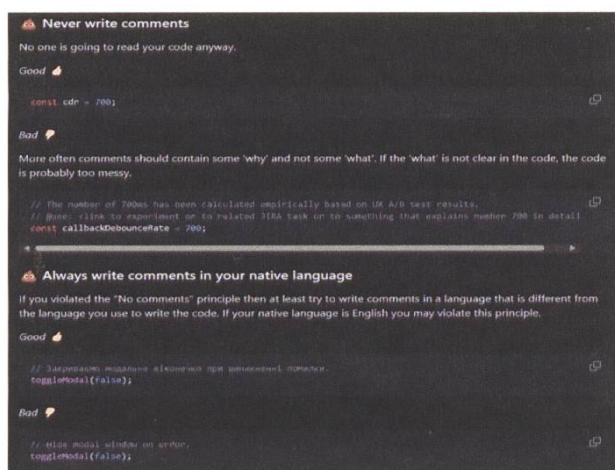 💩 Never write comments
No one is going to read your code anyway.
Good 👍
const cdr = 700;
Bad 👎
More often comments should contain some 'why' and not some 'what'. If the 'what' is not clear in the code, the code
is probably too messy.
// The number of 700ms has been calculated empirically based on UX A/B test results.
// @see: <link to experiment or to related JIRA task or to something that explains number 700 in detail
const callbackDebounceRate = 700;
💩 Always write comments in your native language
If you violated the "No comments" principle then at least try to write comments in a language that is different from
the language you use to write the code. If your native language is English you may violate this principle.
Good 👍
// Закриваємо модальне віконечко при виникненні помилки.
toggleModal(false);
Bad 👎
// Hide modal window on error.
toggleModal(false);